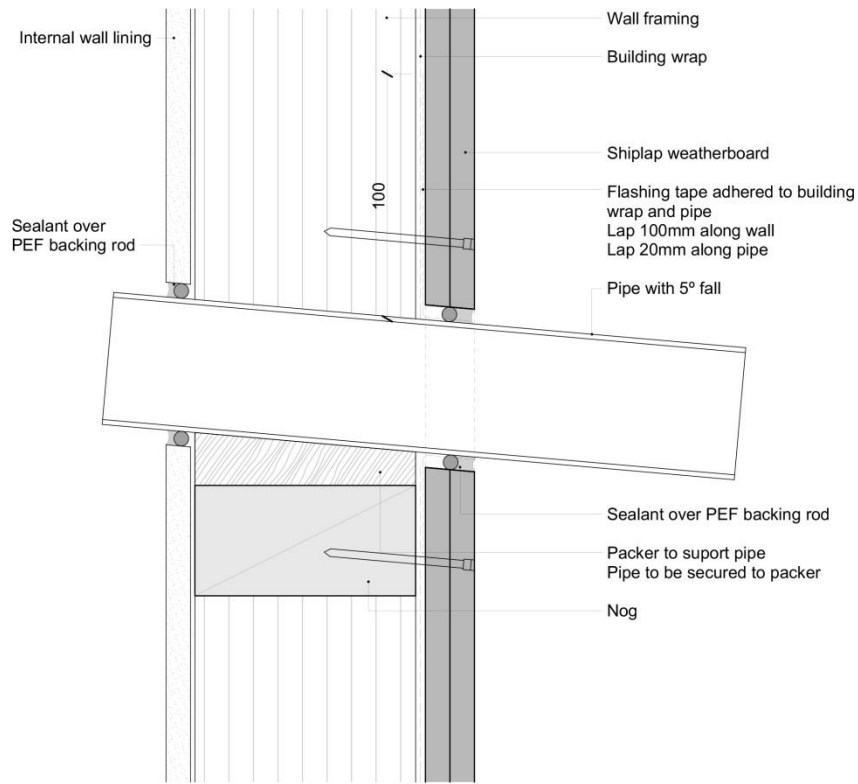 Internal wall lining
Sealant over
PEF backing rod
100
Wall framing
Building wrap
Shiplap weatherboard
Flashing tape adhered to building
wrap and pipe
Lap 100mm along wall
Lap 20mm along pipe
Pipe with 5º fall
Sealant over PEF backing rod
Packer to suport pipe
Pipe to be secured to packer
Nog